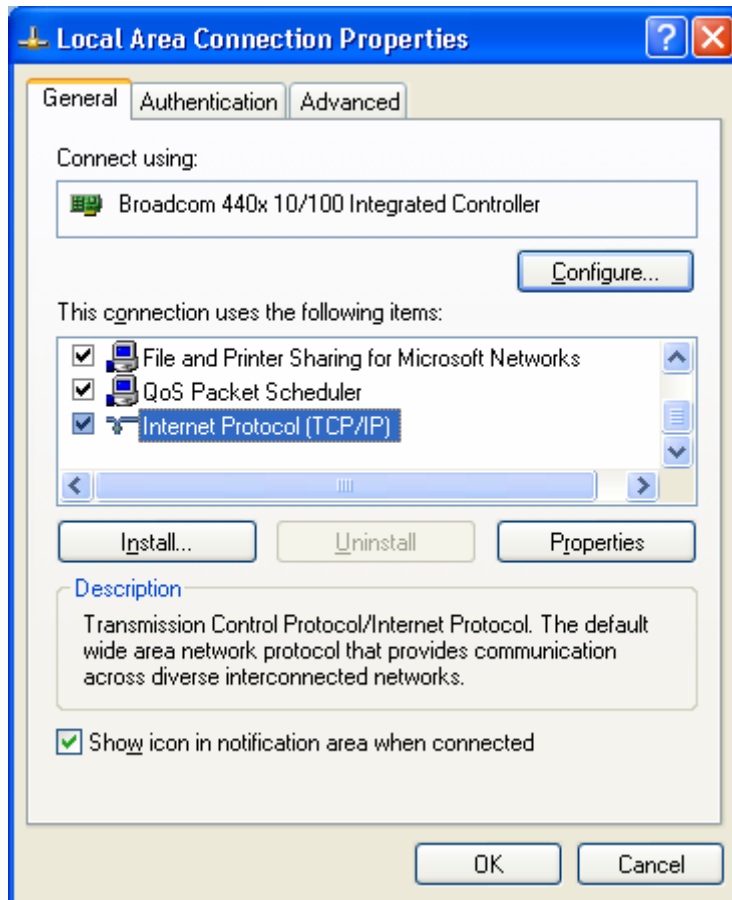 Local Area Connection Properties
General Authentication Advanced
Connect using:
Broadcom 440x 10/100 Integrated Controller
Configure...
This connection uses the following items:
File and Printer Sharing for Microsoft Networks
QoS Packet Scheduler
Internet Protocol (TCP/IP)
Install... Uninstall Properties
Description
Transmission Control Protocol/Internet Protocol. The default
wide area network protocol that provides communication
across diverse interconnected networks.
Show icon in notification area when connected
OK Cancel